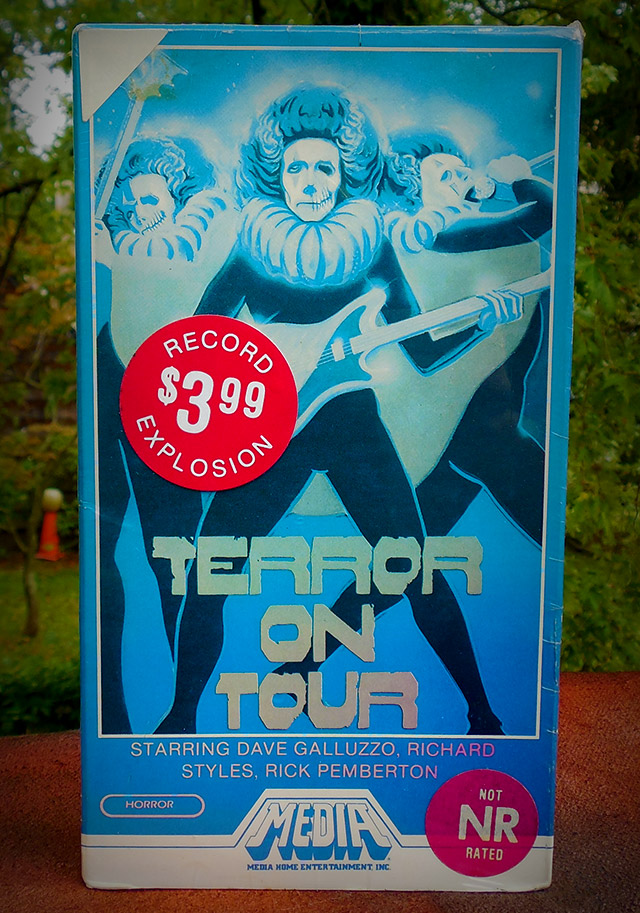 RECORD
$3.99
EXPLOSION
TERROR
ON
TOUR
STARRING DAVE GALLUZZO, RICHARD
STYLES, RICK PEMBERTON
HORROR
MEDIA
MEDIA HOME ENTERTAINMENT, INC.
NOT
NR
RATED